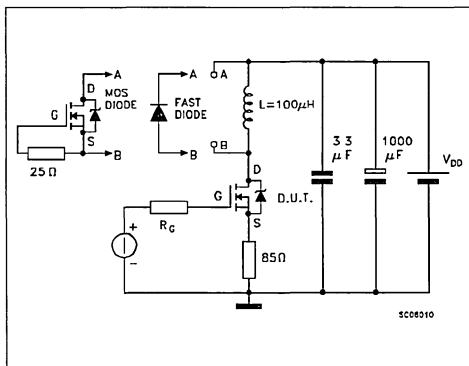 D
MOS
DIODE
G
S
25Ω
A
B
FAST
DIODE
A
B
A
B
L=100μH
D
G
S
D.U.T.
RG
+
-
85Ω
3.3
μF
1000
μF
VDD
SC06010